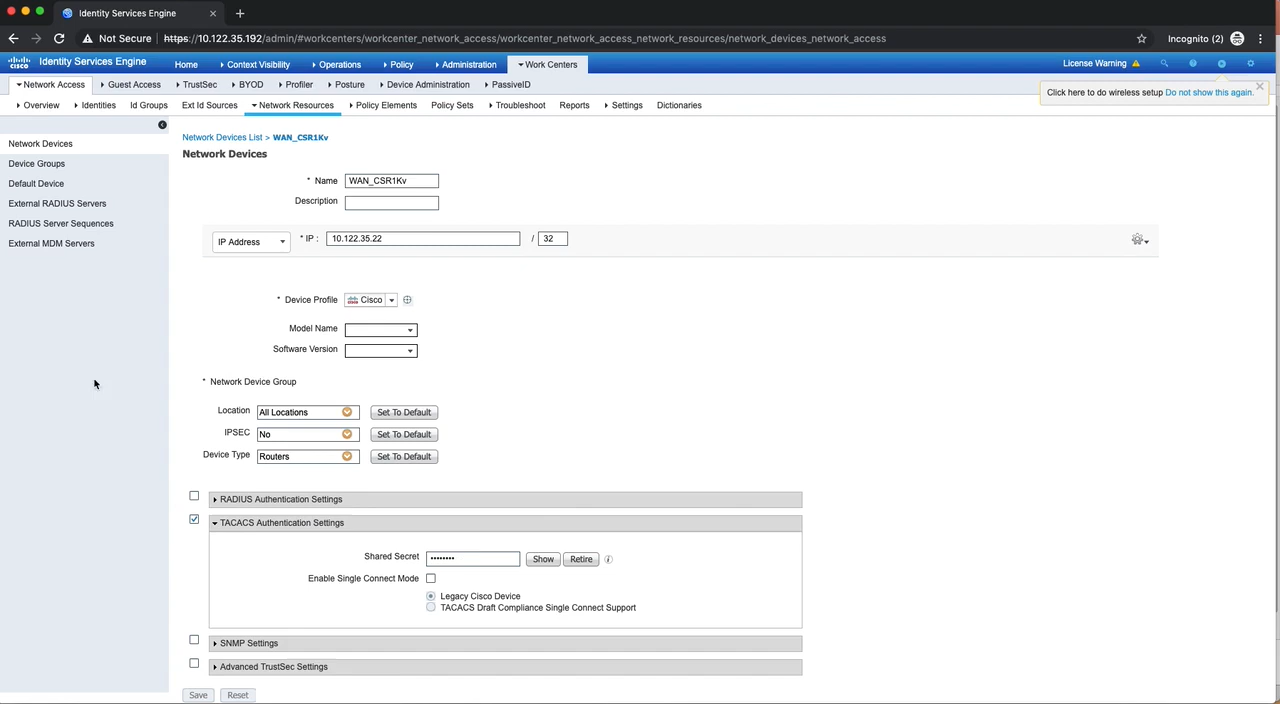 Identity Services Engine
Not Secure https://10.122.35.192/admin/#workcenters/workcenter_network_access/workcenter_network_access_network_resources/network_devices_network_access Incognito (2)
cisco Identity Services Engine Home Context Visibility Operations Policy Administration Work Centers License Warning
Network Access Guest Access TrustSec BYOD Profiler Posture Device Administration PassiveID
Click here to do wireless setup Do not show this again.
Overview Identities Id Groups Ext Id Sources Network Resources Policy Elements Policy Sets Troubleshoot Reports Settings Dictionaries
Network Devices
Device Groups
Default Device
External RADIUS Servers
RADIUS Server Sequences
External MDM Servers
Network Devices List > WAN_CSR1Kv
Network Devices
* Name WAN_CSR1Kv
Description
IP Address * IP : 10.122.35.22 / 32
* Device Profile Cisco
Model Name
Software Version
* Network Device Group
Location All Locations Set To Default
IPSEC No Set To Default
Device Type Routers Set To Default
RADIUS Authentication Settings
TACACS Authentication Settings
Shared Secret •••••••• Show Retire
Enable Single Connect Mode
Legacy Cisco Device
TACACS Draft Compliance Single Connect Support
SNMP Settings
Advanced TrustSec Settings
Save Reset